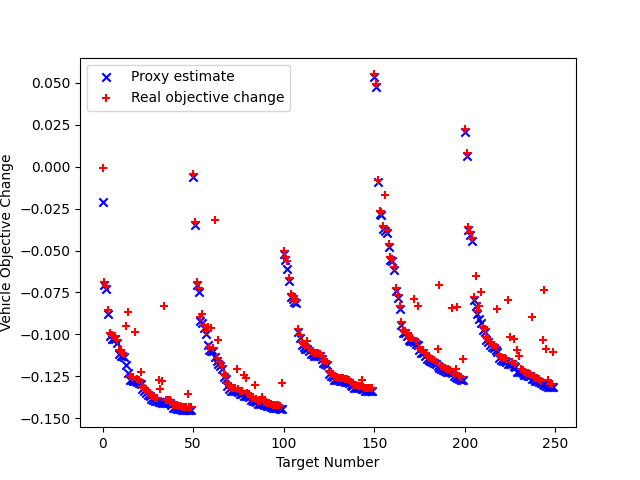 Proxy estimate
Real objective change
Vehicle Objective Change
0.050
0.025
0.000
−0.025
−0.050
−0.075
−0.100
−0.125
−0.150
0 50 100 150 200 250
Target Number